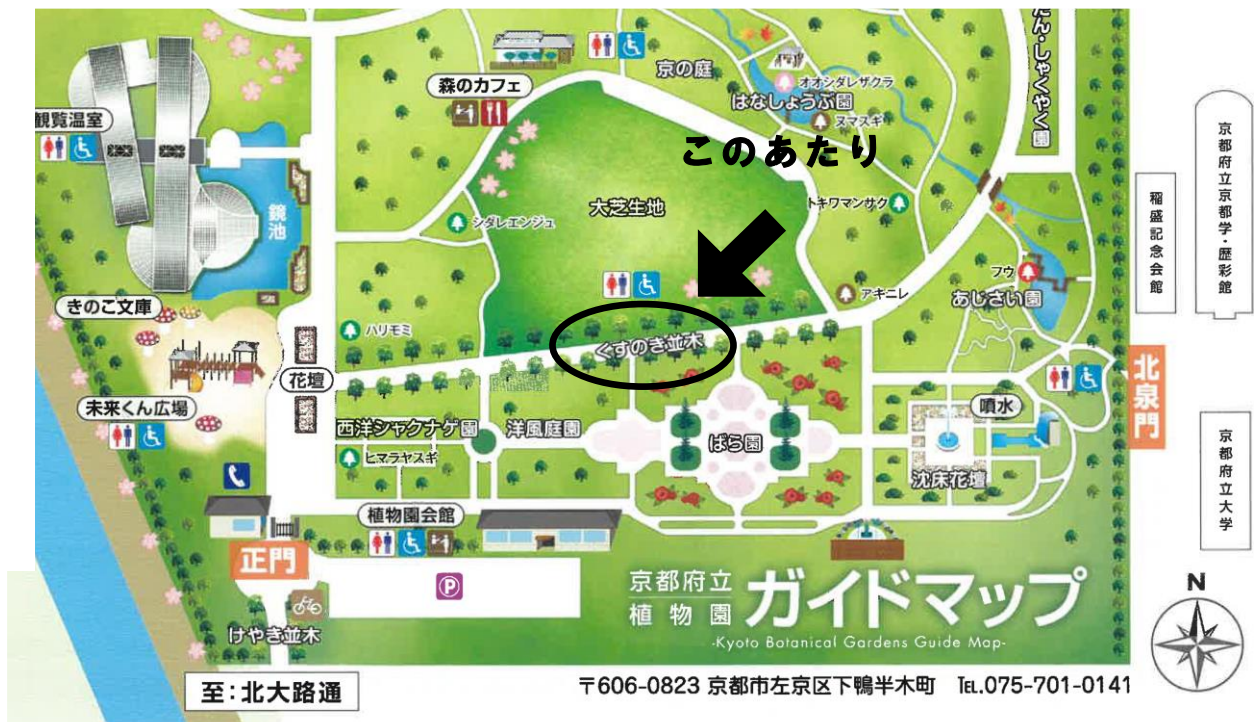 たん・しゃくやく園
森のカフェ
京の庭
オオシダレザクラ
はなしょうぶ園
ヌマスギ
観覧温室
このあたり
京都府立京都学・歴彩館
稲盛記念会館
鏡池
シダレエンジュ
大芝生地
トキワマンサク
フウ
あじさい園
アキニレ
きのこ文庫
ハリモミ
くすのき並木
花壇
北泉門
未来くん広場
西洋シャクナゲ園
洋風庭園
ばら園
噴水
ヒマラヤスギ
沈床花壇
京都府立大学
植物園会館
正門
P
京都府立
植物園
ガイドマップ
-Kyoto Botanical Gardens Guide Map-
N
けやき並木
至:北大路通
〒606-0823 京都市左京区下鴨半木町 TEL.075-701-0141